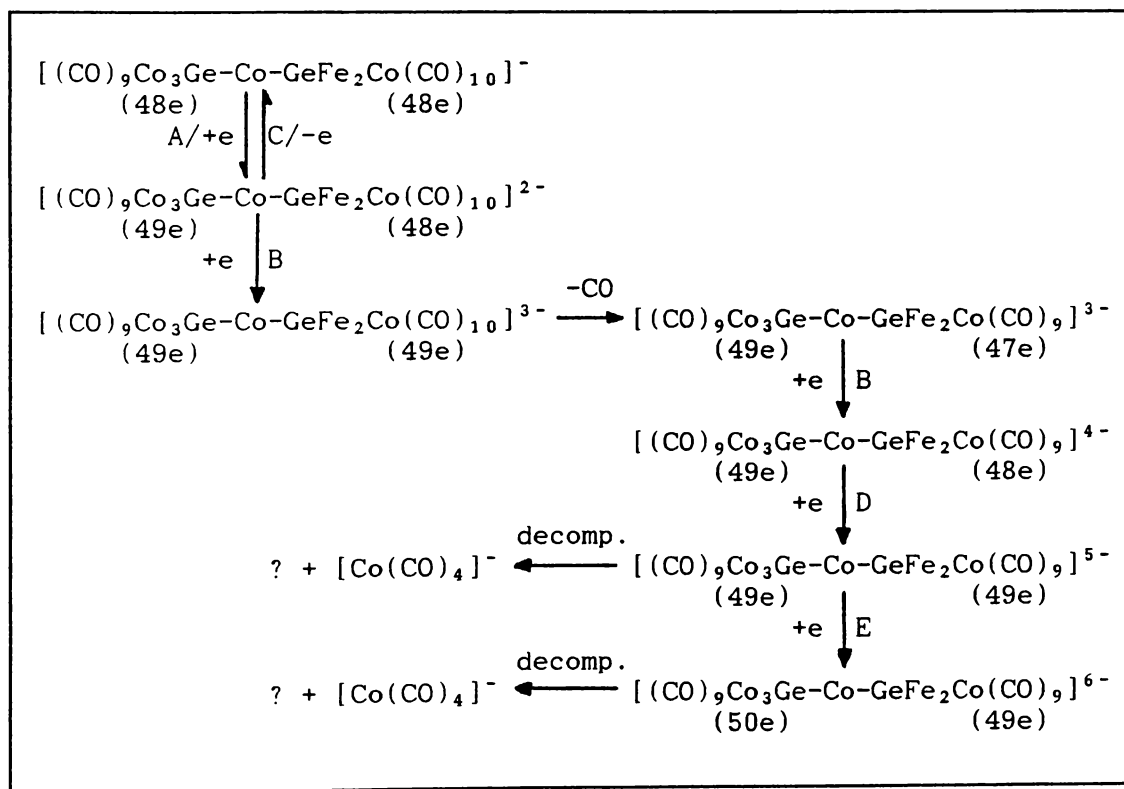 [(CO)₉Co₃Ge-Co-GeFe₂Co(CO)₁₀]⁻
(48e) (48e)
A/+e C/-e
[(CO)₉Co₃Ge-Co-GeFe₂Co(CO)₁₀]²⁻
(49e) (48e)
+e B
-CO
[(CO)₉Co₃Ge-Co-GeFe₂Co(CO)₁₀]³⁻ [(CO)₉Co₃Ge-Co-GeFe₂Co(CO)₉]³⁻
(49e) (49e) (49e) (47e)
+e B
[(CO)₉Co₃Ge-Co-GeFe₂Co(CO)₉]⁴⁻
(49e) (48e)
+e D
decomp.
? + [Co(CO)₄]⁻ [(CO)₉Co₃Ge-Co-GeFe₂Co(CO)₉]⁵⁻
(49e) (49e)
+e E
decomp.
? + [Co(CO)₄]⁻ [(CO)₉Co₃Ge-Co-GeFe₂Co(CO)₉]⁶⁻
(50e) (49e)